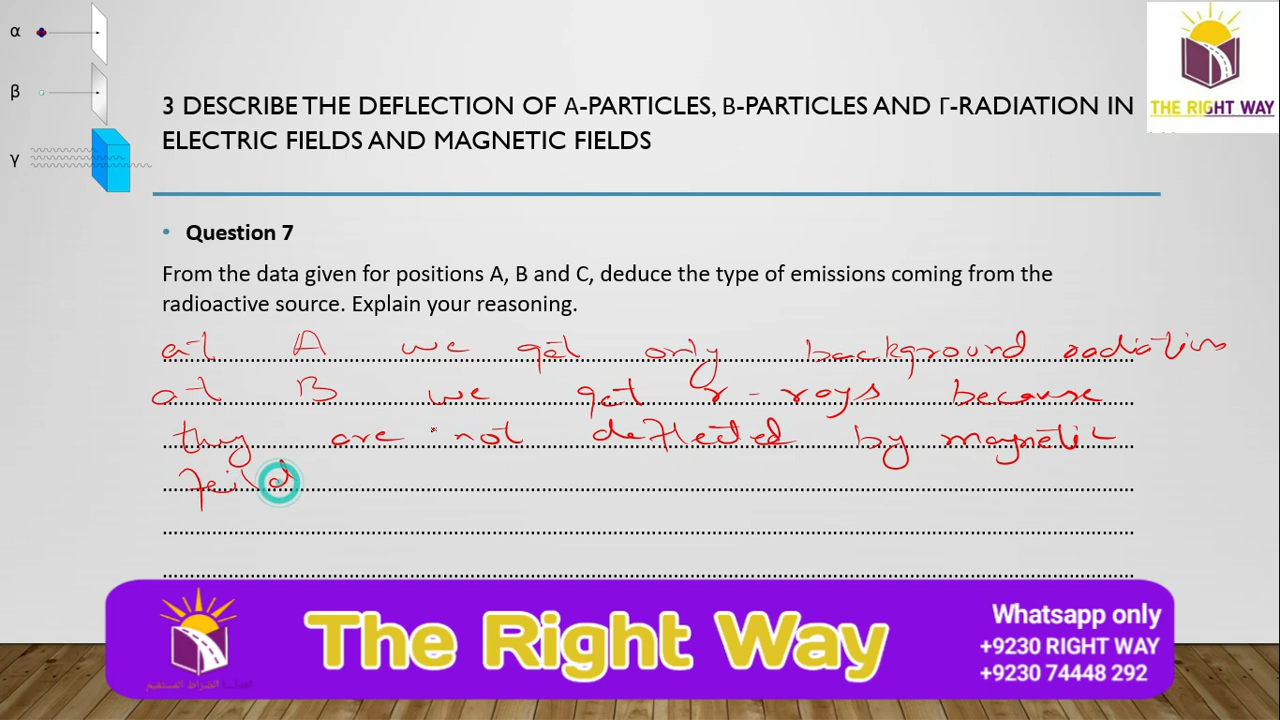 α
β
γ
THE RIGHT WAY
3 DESCRIBE THE DEFLECTION OF Α-PARTICLES, Β-PARTICLES AND Γ-RADIATION IN
ELECTRIC FIELDS AND MAGNETIC FIELDS
• Question 7
From the data given for positions A, B and C, deduce the type of emissions coming from the
radioactive source. Explain your reasoning.
at A we get only background radiations
at B we get γ-rays because
they are not deflected by magnetic
feild
The Right Way
Whatsapp only
+9230 RIGHT WAY
+9230 74448 292